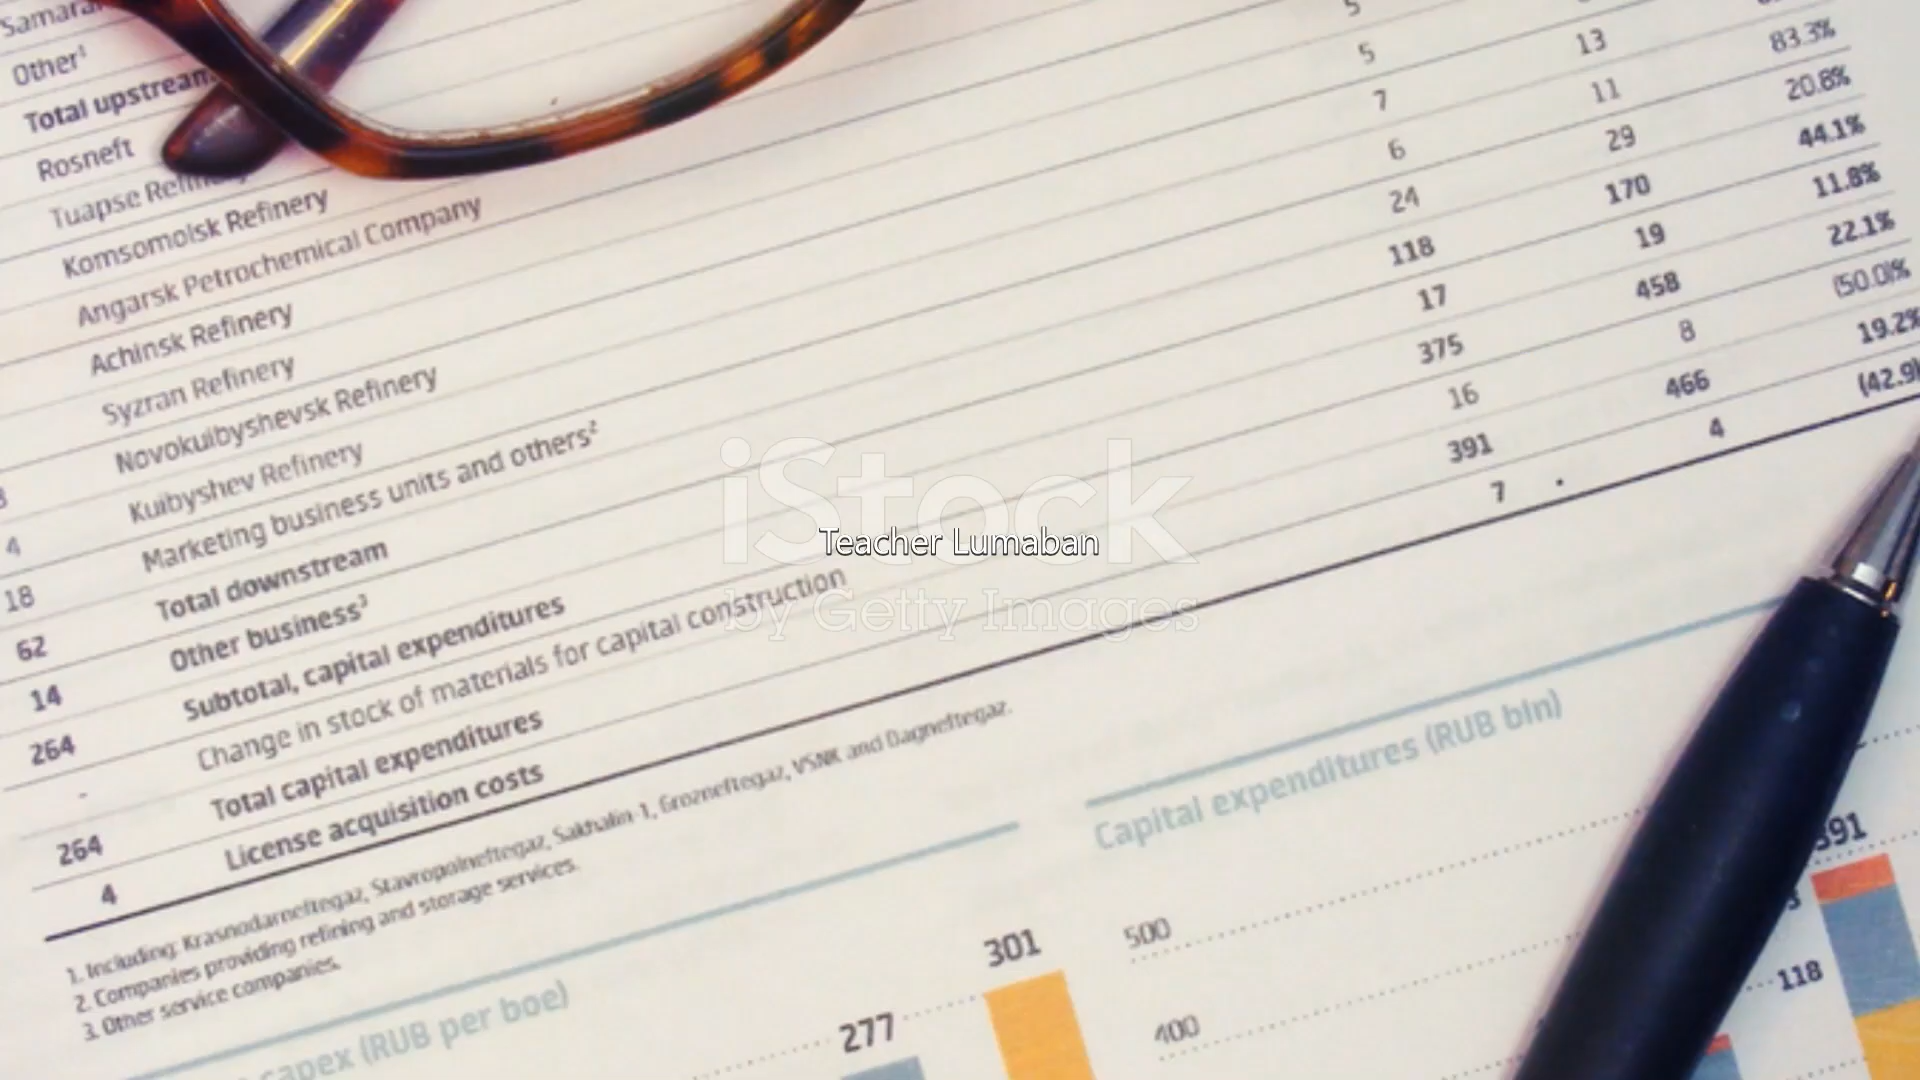 Other¹
Total upstream
Rosneft
Tuapse
Komsomolsk Refinery
Angarsk Petrochemical Company
Achinsk Refinery
Syzran Refinery
Novokuibyshevsk Refinery
Kuibyshev Refinery
Marketing business units and others²
Total downstream
Other business³
Subtotal, capital expenditures
Change in stock of materials for capital construction
Total capital expenditures
License acquisition costs
4
18
62
14
264
-
264
4
5
5
7
6
24
118
17
375
16
391
7
13
11
29
170
19
458
8
466
4
83.3%
20.8%
44.1%
11.8%
22.1%
(50.0)%
19.2%
(42.9)
iStock
by Getty Images
Teacher Lumaban
1. Including: Krasnodarneftegaz, Stavropolneftegaz, Sakhalin-1, Grozneftegaz, VSNK and Dagneftegaz.
2. Companies providing refining and storage services.
3. Other service companies.
capex (RUB per boe)
277
301
Capital expenditures (RUB bln)
500
400
391
118